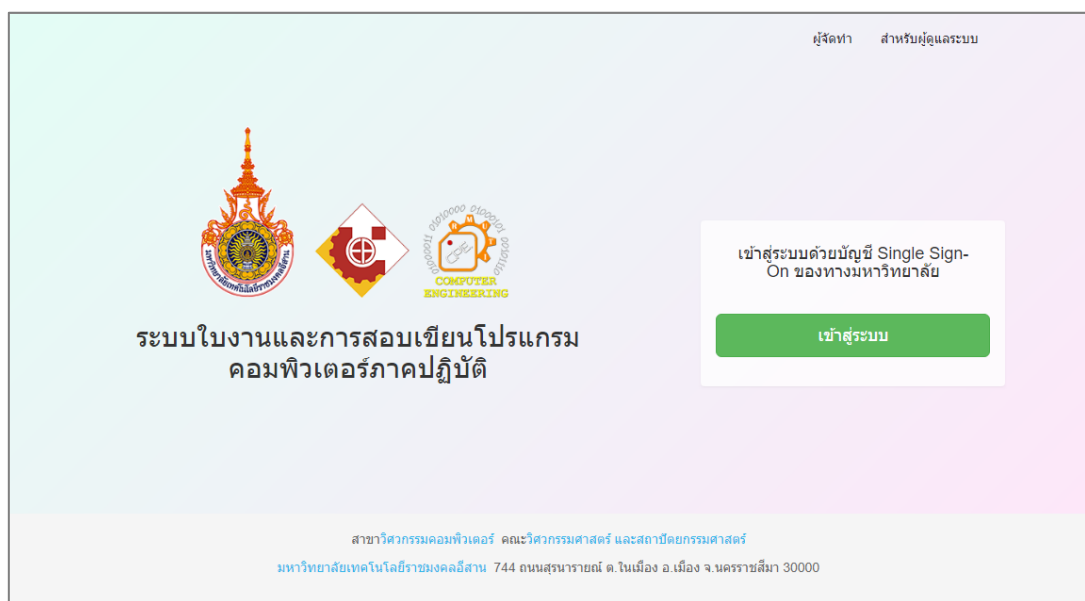 ผู้จัดทำ สำหรับผู้ดูแลระบบ
COMPUTER
ENGINEERING
ระบบใบงานและการสอบเขียนโปรแกรม
คอมพิวเตอร์ภาคปฏิบัติ
เข้าสู่ระบบด้วยบัญชี Single Sign-
On ของทางมหาวิทยาลัย
เข้าสู่ระบบ
สาขาวิศวกรรมคอมพิวเตอร์ คณะวิศวกรรมศาสตร์ และสถาปัตยกรรมศาสตร์
มหาวิทยาลัยเทคโนโลยีราชมงคลอีสาน 744 ถนนสุรนารายณ์ ต.ในเมือง อ.เมือง จ.นครราชสีมา 30000